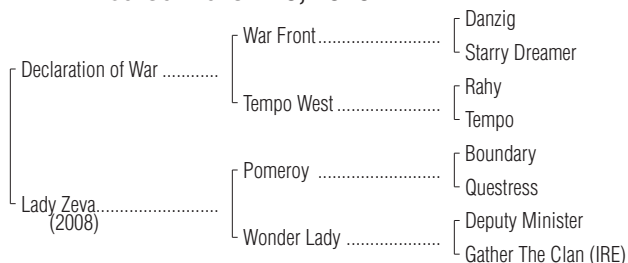 Danzig
War Front
Starry Dreamer
Declaration of War
Rahy
Tempo West
Tempo
Boundary
Pomeroy
Questress
Lady Zeva
(2008)
Deputy Minister
Wonder Lady
Gather The Clan (IRE)